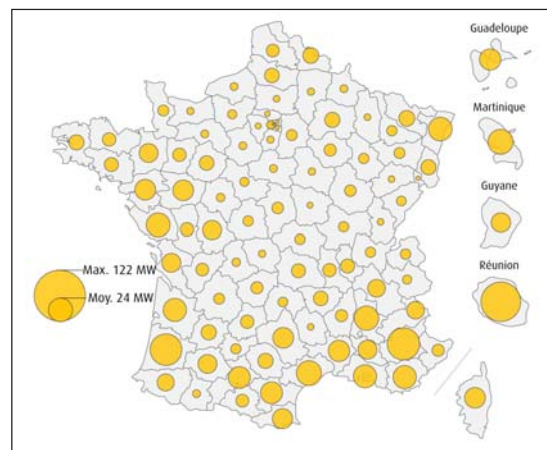 Guadeloupe
Martinique
Guyane
Réunion
Max. 122 MW
Moy. 24 MW